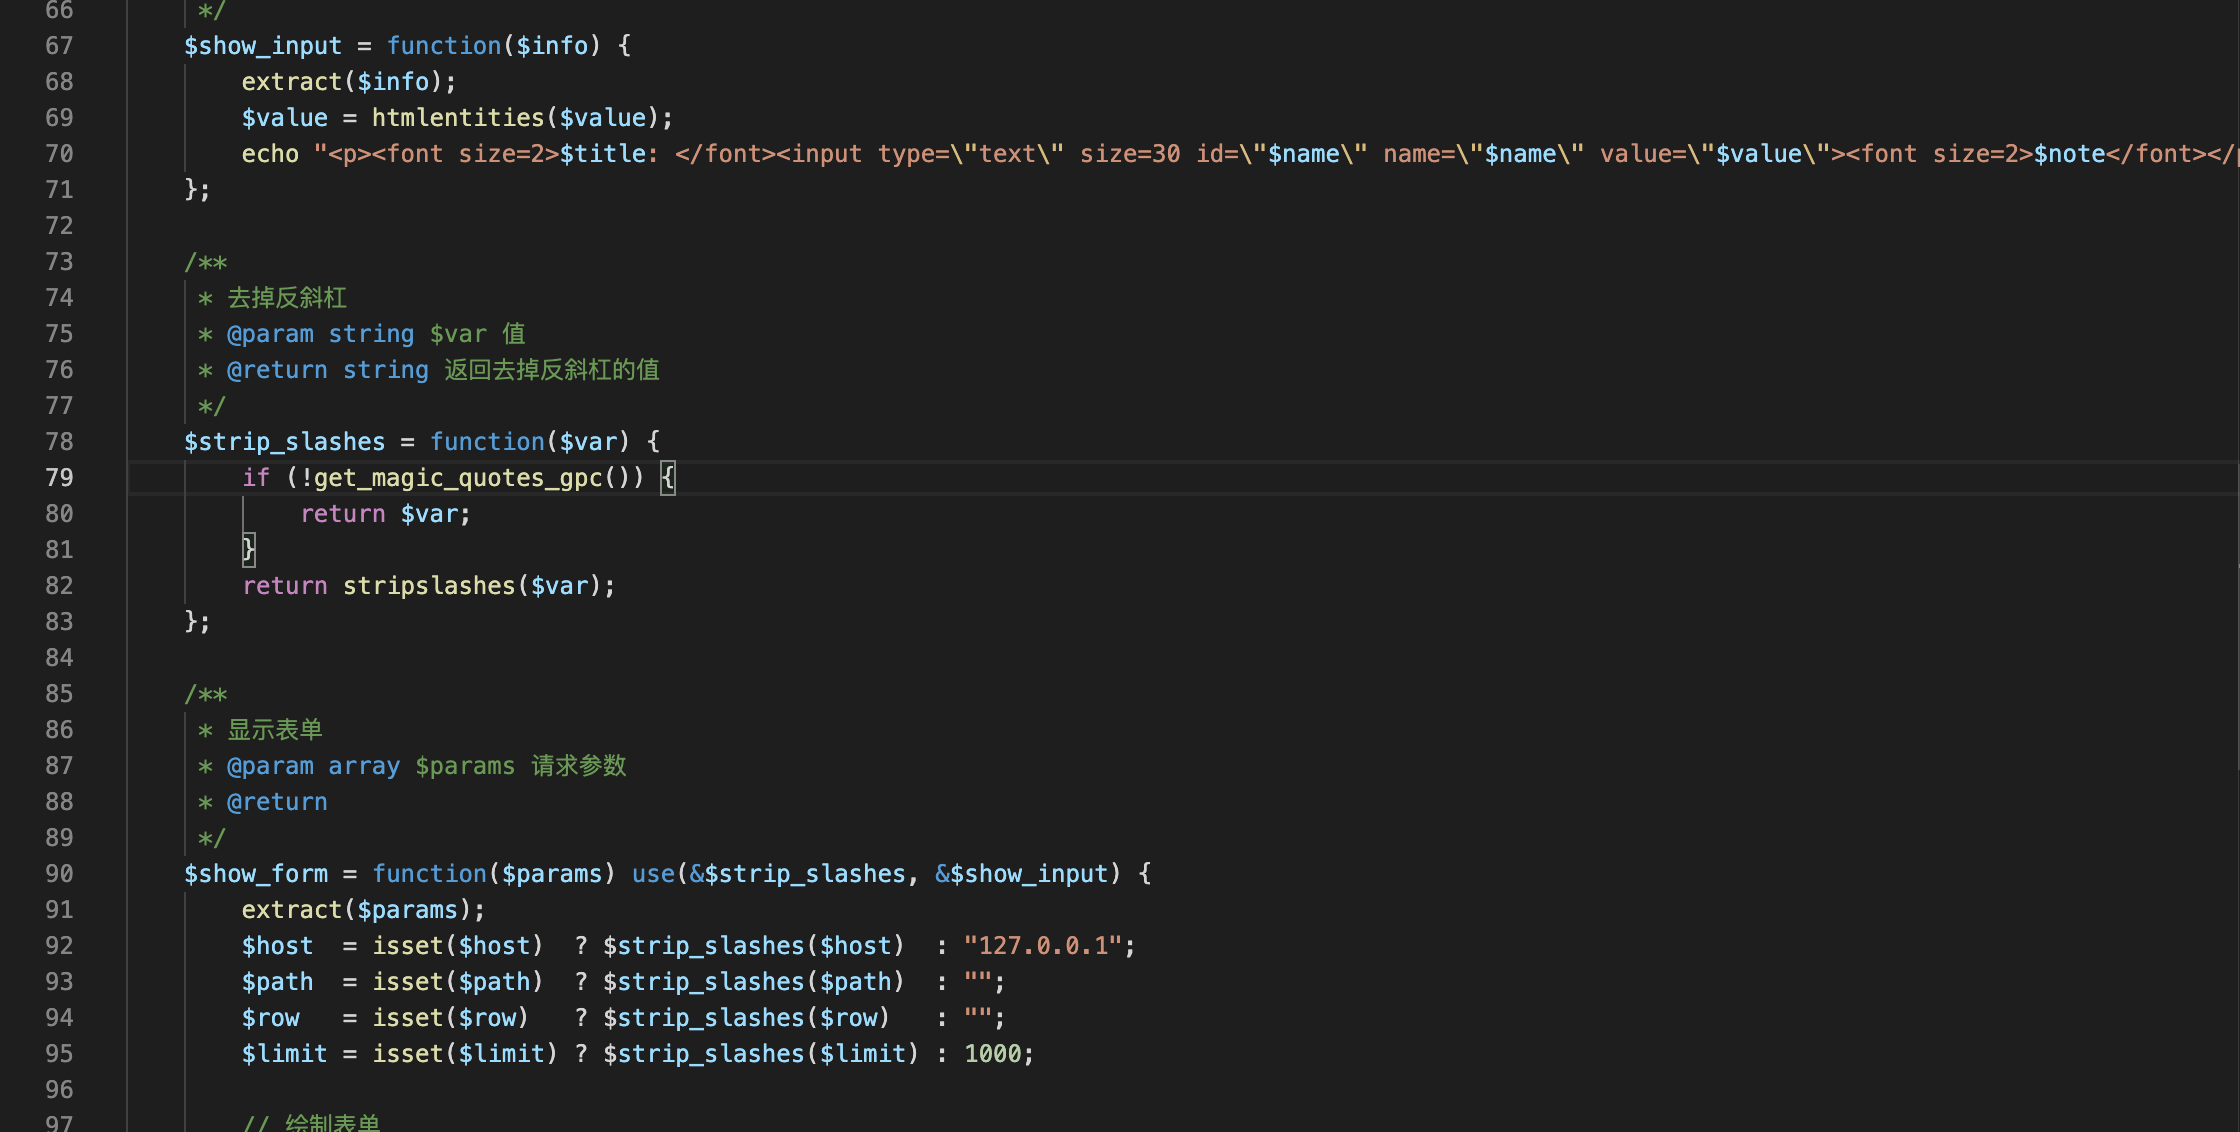 66 */
67 $show_input = function($info) {
68 extract($info);
69 $value = htmlentities($value);
70 echo "<p><font size=2>$title: </font><input type=\"text\" size=30 id=\"$name\" name=\"$name\" value=\"$value\"><font size=2>$note</font></
71 };
72
73 /**
74 * 去掉反斜杠
75 * @param string $var 值
76 * @return string 返回去掉反斜杠的值
77 */
78 $strip_slashes = function($var) {
79 if (!get_magic_quotes_gpc()) {
80 return $var;
81 }
82 return stripslashes($var);
83 };
84
85 /**
86 * 显示表单
87 * @param array $params 请求参数
88 * @return
89 */
90 $show_form = function($params) use(&$strip_slashes, &$show_input) {
91 extract($params);
92 $host  = isset($host)  ? $strip_slashes($host)  : "127.0.0.1";
93 $path  = isset($path)  ? $strip_slashes($path)  : "";
94 $row   = isset($row)   ? $strip_slashes($row)   : "";
95 $limit = isset($limit) ? $strip_slashes($limit) : 1000;
96
97 // 绘制表单